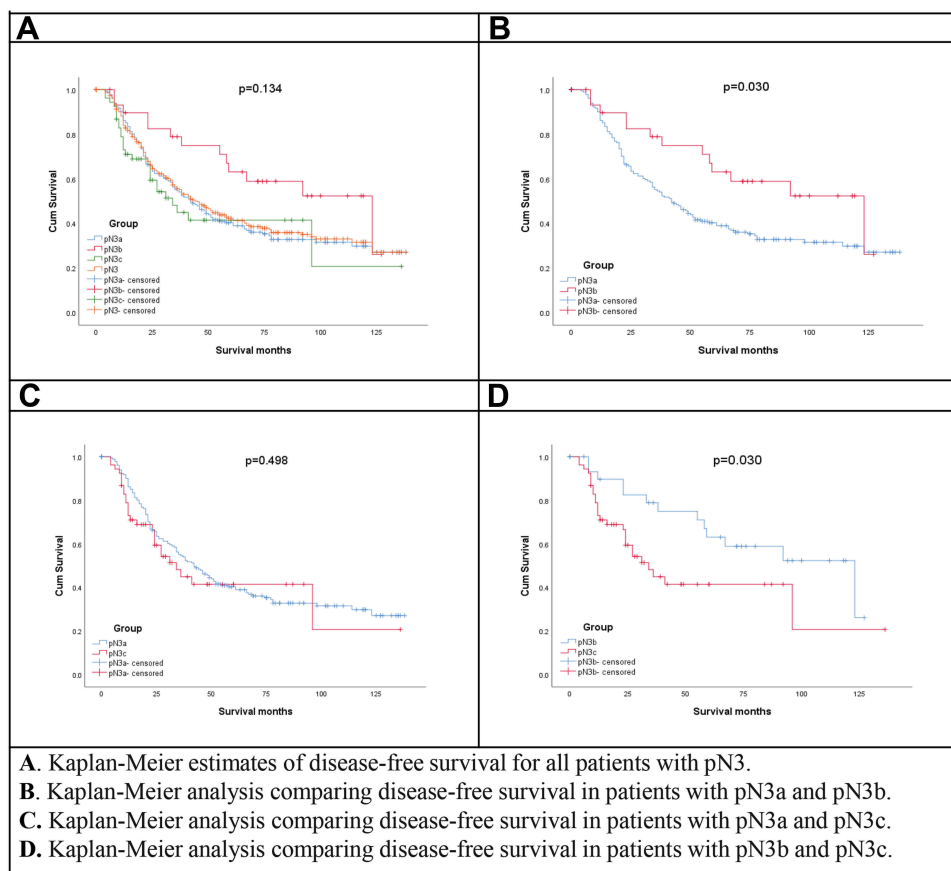 A
B
p=0.134
1.0
0.8
0.6
0.4
0.2
0.0
Cum Survival
Group
pN3a
pN3b
pN3c
pN3
pN3a- censored
pN3b- censored
pN3c- censored
pN3- censored
0 25 50 75 100 125
Survival months
p=0.030
1.0
0.8
0.6
0.4
0.2
0.0
Cum Survival
Group
pN3a
pN3b
pN3a- censored
pN3b- censored
0 25 50 75 100 125
Survival months
C
D
p=0.498
1.0
0.8
0.6
0.4
0.2
0.0
Cum Survival
Group
pN3a
pN3c
pN3a- censored
pN3a- censored
0 25 50 75 100 125
Survival months
p=0.030
1.0
0.8
0.6
0.4
0.2
0.0
Cum Survival
Group
pN3b
pN3c
pN3b- censored
pN3b- censored
0 25 50 75 100 125
Survival months
A. Kaplan-Meier estimates of disease-free survival for all patients with pN3.
B. Kaplan-Meier analysis comparing disease-free survival in patients with pN3a and pN3b.
C. Kaplan-Meier analysis comparing disease-free survival in patients with pN3a and pN3c.
D. Kaplan-Meier analysis comparing disease-free survival in patients with pN3b and pN3c.